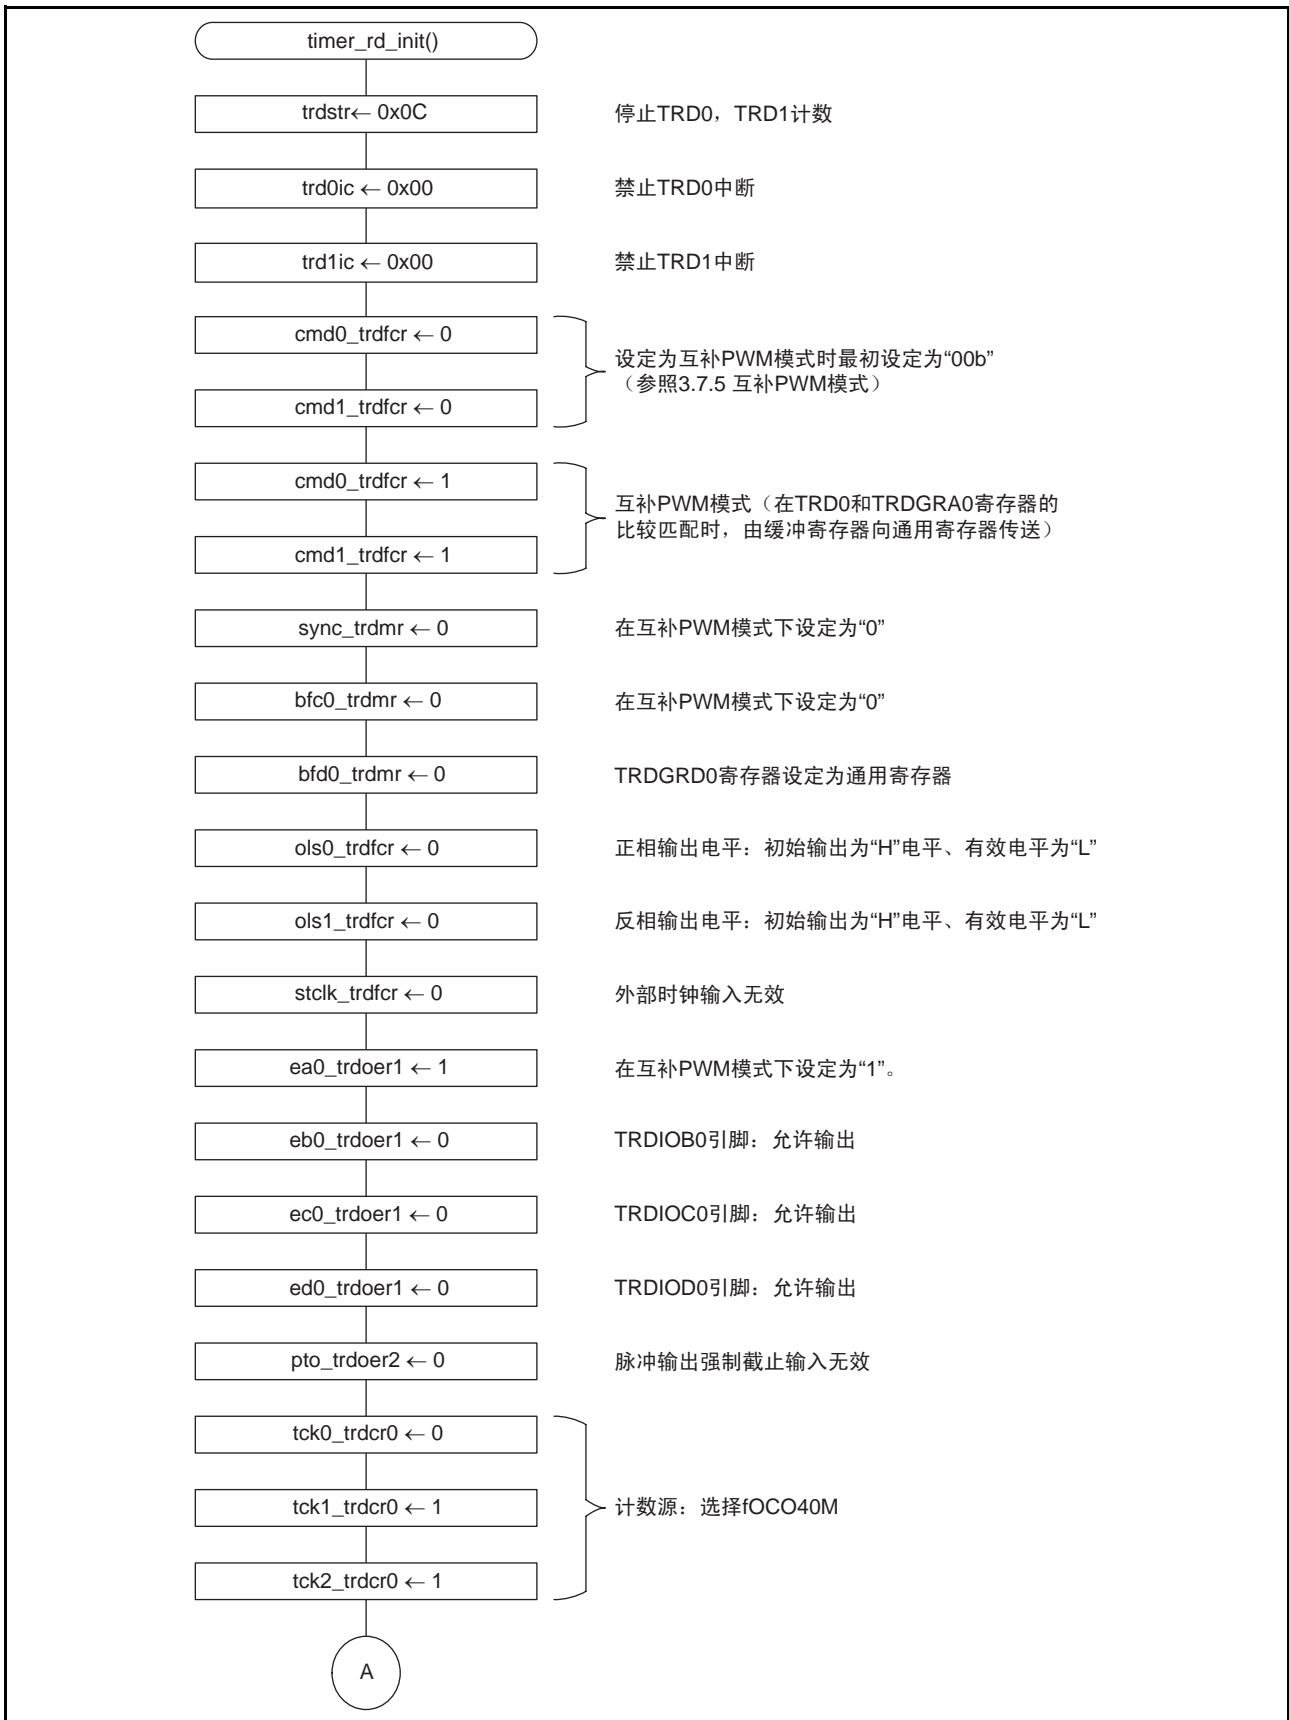 timer_rd_init()
trdstr← 0x0C
停止TRD0，TRD1计数
trd0ic ← 0x00
禁止TRD0中断
trd1ic ← 0x00
禁止TRD1中断
cmd0_trdfcr ← 0
cmd1_trdfcr ← 0
设定为互补PWM模式时最初设定为“00b”
（参照3.7.5 互补PWM模式）
cmd0_trdfcr ← 1
cmd1_trdfcr ← 1
互补PWM模式（在TRD0和TRDGRA0寄存器的
比较匹配时，由缓冲寄存器向通用寄存器传送）
sync_trdmr ← 0
在互补PWM模式下设定为“0”
bfc0_trdmr ← 0
在互补PWM模式下设定为“0”
bfd0_trdmr ← 0
TRDGRD0寄存器设定为通用寄存器
ols0_trdfcr ← 0
正相输出电平：初始输出为“H”电平、有效电平为“L”
ols1_trdfcr ← 0
反相输出电平：初始输出为“H”电平、有效电平为“L”
stclk_trdfcr ← 0
外部时钟输入无效
ea0_trdoer1 ← 1
在互补PWM模式下设定为“1”。
eb0_trdoer1 ← 0
TRDIOB0引脚：允许输出
ec0_trdoer1 ← 0
TRDIOC0引脚：允许输出
ed0_trdoer1 ← 0
TRDIOD0引脚：允许输出
pto_trdoer2 ← 0
脉冲输出强制截止输入无效
tck0_trdcr0 ← 0
tck1_trdcr0 ← 1
计数源：选择fOCO40M
tck2_trdcr0 ← 1
A